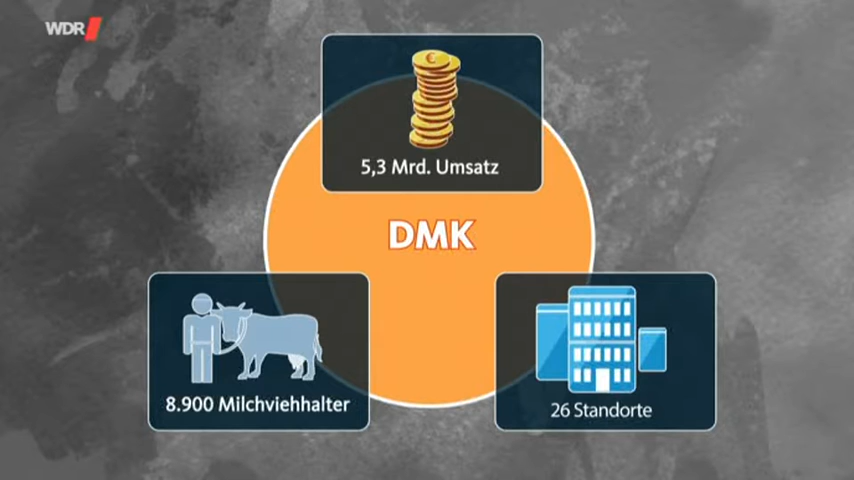 WDR
€
5,3 Mrd. Umsatz
DMK
8.900 Milchviehhalter
26 Standorte